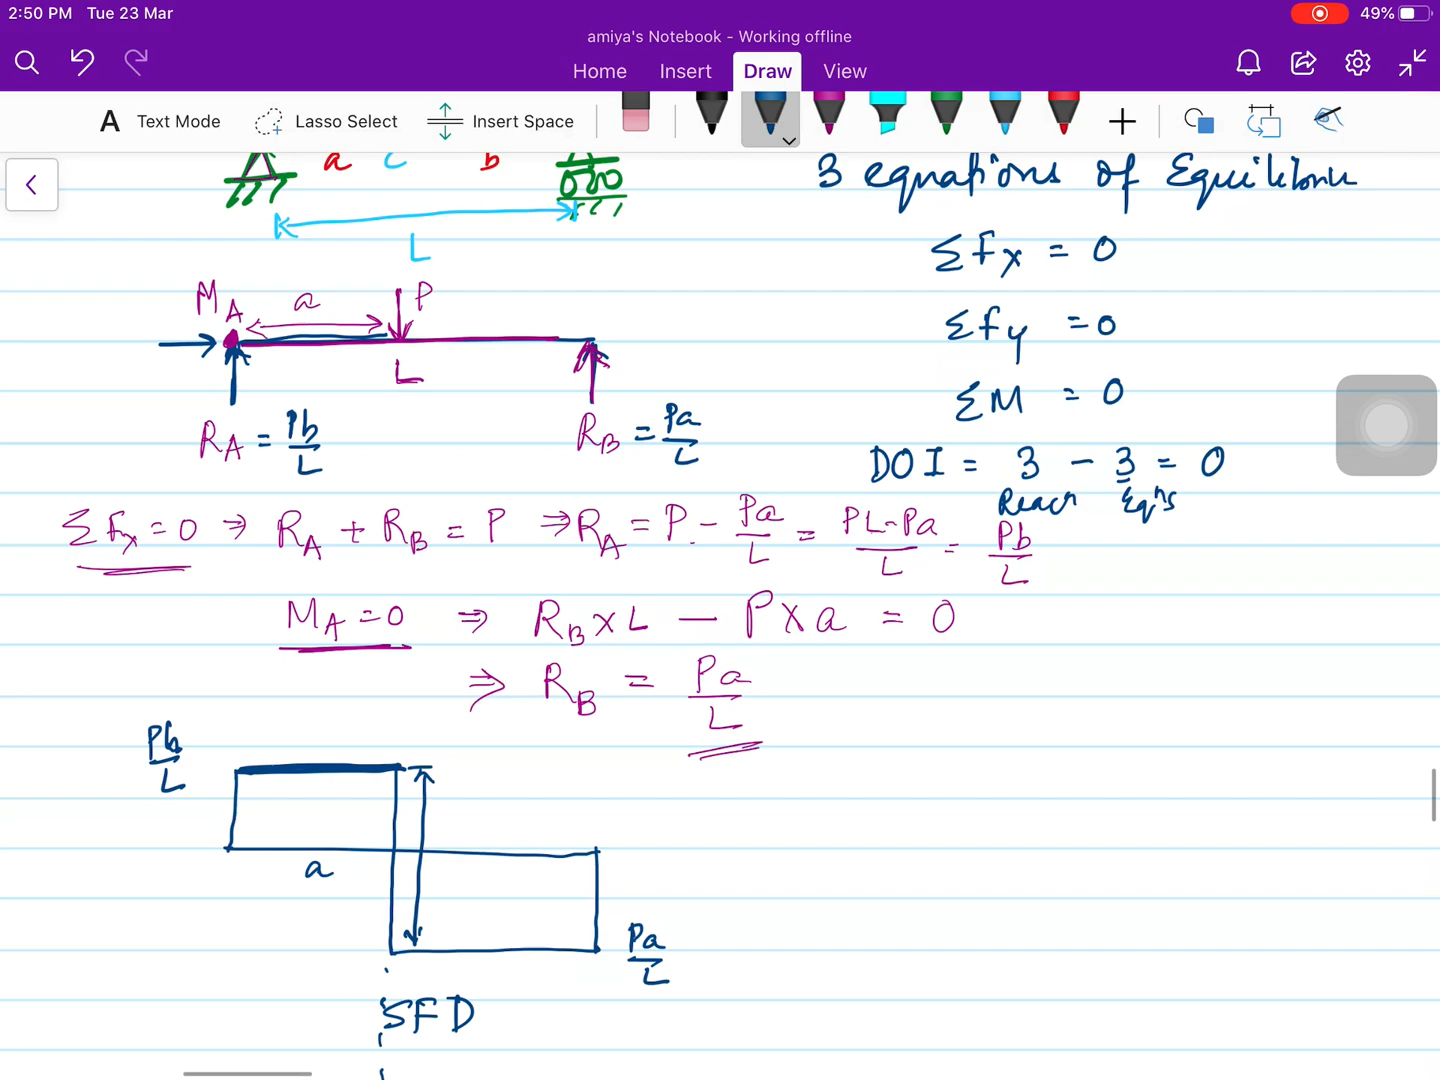 2:50 PM Tue 23 Mar
49%
amiya's Notebook - Working offline
Home Insert Draw View
A Text Mode Lasso Select Insert Space
a c b
L
3 equations of
Σfx = 0
Σfy = 0
ΣM = 0
DOI = 3 - 3 = 0
Reacn Eqns
MA a P
L
RA = Pb/L
RB = Pa/L
Σfx = 0 ⇒ RA + RB = P ⇒ RA = P - Pa/L = PL-Pa/L = Pb/L
MA = 0 ⇒ RB x L - P x a = 0
⇒ RB = Pa/L
Pb/L
a
Pa/L
SFD